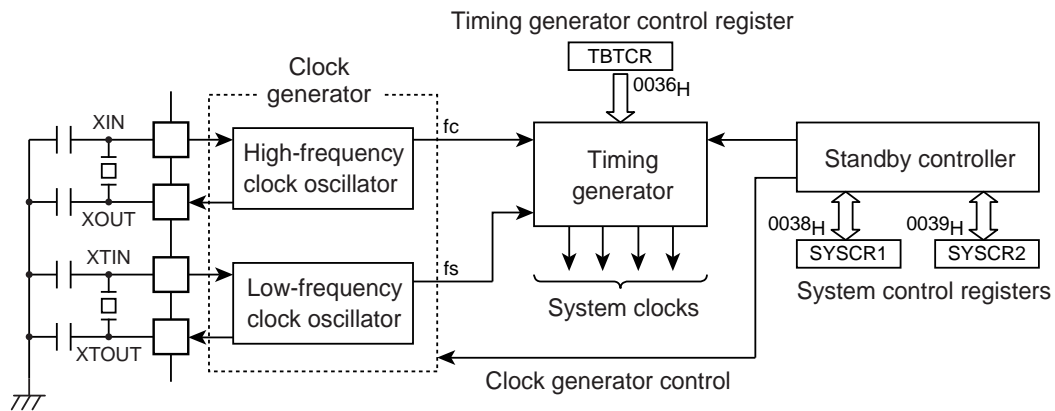 Timing generator control register
TBTCR
0036H
Clock
generator
XIN
High-frequency
clock oscillator
fc
XOUT
Timing
generator
Standby controller
0038H
0039H
SYSCR1
SYSCR2
System control registers
XTIN
Low-frequency
clock oscillator
fs
XTOUT
System clocks
Clock generator control